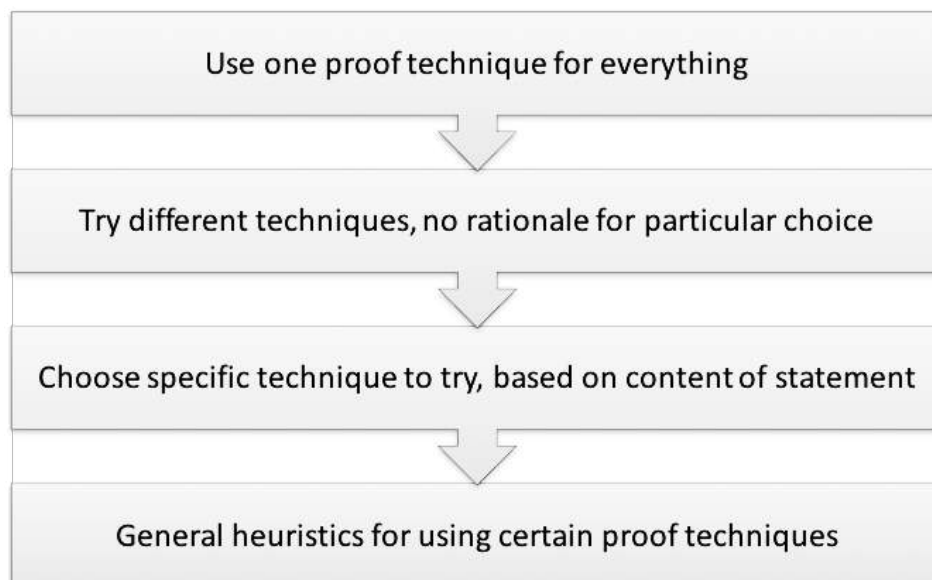 Use one proof technique for everything
Try different techniques, no rationale for particular choice
Choose specific technique to try, based on content of statement
General heuristics for using certain proof techniques